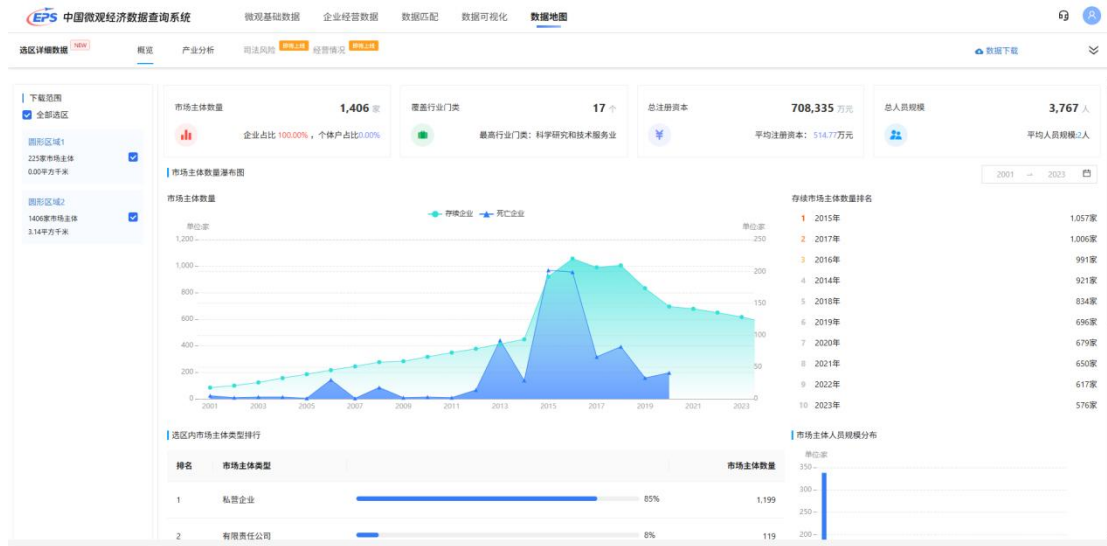 EPS 中国微观经济数据查询系统 微观基础数据 企业经营数据 数据匹配 数据可视化 数据地图
选区详细数据 NEW 概览 产业分析 司法风险 即将上线 经营情况 即将上线 数据下载
下载范围
全部选区
圆形区域1
225家市场主体
0.00平方千米
圆形区域2
1406家市场主体
3.14平方千米
市场主体数量 1,406 家
企业占比 100.00% ，个体户占比0.00%
覆盖行业门类 17 个
最高行业门类：科学研究和技术服务业
总注册资本 708,335 万元
平均注册资本： 514.77万元
总人员规模 3,767 人
平均人员规模:2人
市场主体数量瀑布图
2001 → 2023
市场主体数量
存续企业 死亡企业
单位:家 单位:家
1,200 250
1,000
200
800
150
600
100
400
50
200
0 0
2001 2003 2005 2007 2009 2011 2013 2015 2017 2019 2021 2023
存续市场主体数量排名
1 2015年 1,057家
2 2017年 1,006家
3 2016年 991家
4 2014年 921家
5 2018年 834家
6 2019年 696家
7 2020年 679家
8 2021年 650家
9 2022年 617家
10 2023年 576家
选区内市场主体类型排行
排名 市场主体类型 市场主体数量
1 私营企业 85% 1,199
2 有限责任公司 8% 119
市场主体人员规模分布
单位:家
350
300
250
200